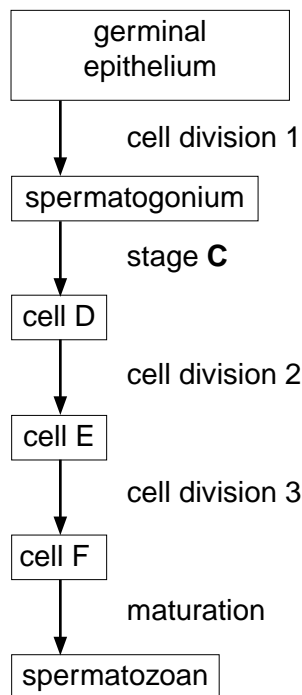 germinal
epithelium
cell division 1
spermatogonium
stage C
cell D
cell division 2
cell E
cell division 3
cell F
maturation
spermatozoan